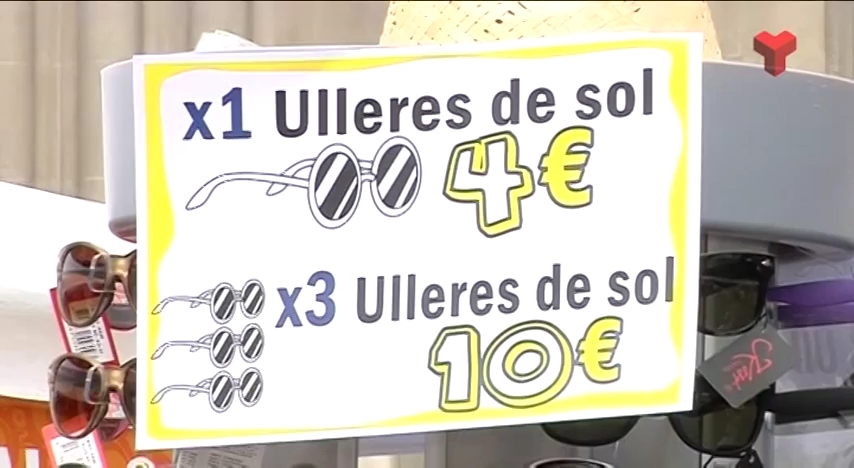 x1 Ulleres de sol
4€
x3 Ulleres de sol
10€